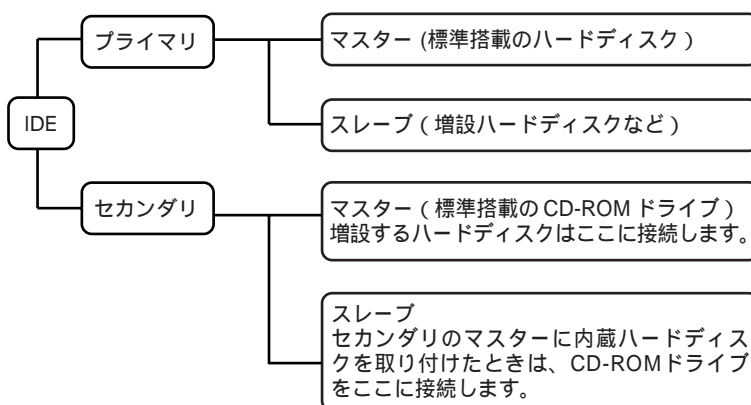 プライマリ
マスター (標準搭載のハードディスク )
IDE
スレーブ ( 増設ハードディスクなど )
セカンダリ
マスター ( 標準搭載の CD-ROM ドライブ )
増設するハードディスクはここに接続します。
スレーブ
セカンダリのマスターに内蔵ハードディス
クを取り付けたときは、CD-ROMドライブ
をここに接続します。